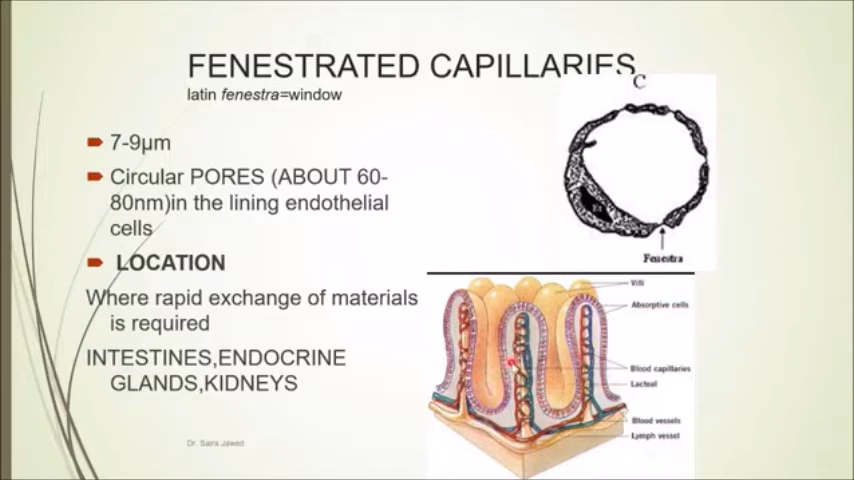 FENESTRATED CAPILLARIES
latin fenestra=window
7-9μm
Circular PORES (ABOUT 60-
80nm)in the lining endothelial
cells
LOCATION
Where rapid exchange of materials
is required
INTESTINES,ENDOCRINE
GLANDS,KIDNEYS
Dr. Saira Jawed
C
Fenestra
Villi
Absorptive cells
Blood capillaries
Lacteal
Blood vessels
Lymph vessel